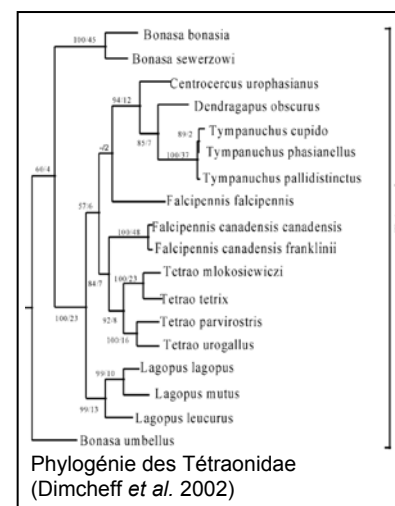 Bonasa bonasia
100/45
Bonasa sewerzowi
Centrocercus urophasianus
94/12
Dendragapus obscurus
85/7
89/2
Tympanuchus cupido
-/2
Tympanuchus phasianellus
100/37
Tympanuchus pallidistinctus
60/4
57/6
Falcipennis falcipennis
Falcipennis canadensis canadensis
100/48
Falcipennis canadensis franklinii
84/7
100/23
Tetrao mlokosiewiczi
Tetrao tetrix
92/8
Tetrao parvirostris
100/23
100/16
Tetrao urogallus
99/10
Lagopus lagopus
Lagopus mutus
99/13
Lagopus leucurus
Bonasa umbellus
Phylogénie des Tétraonidae
(Dimcheff et al. 2002)